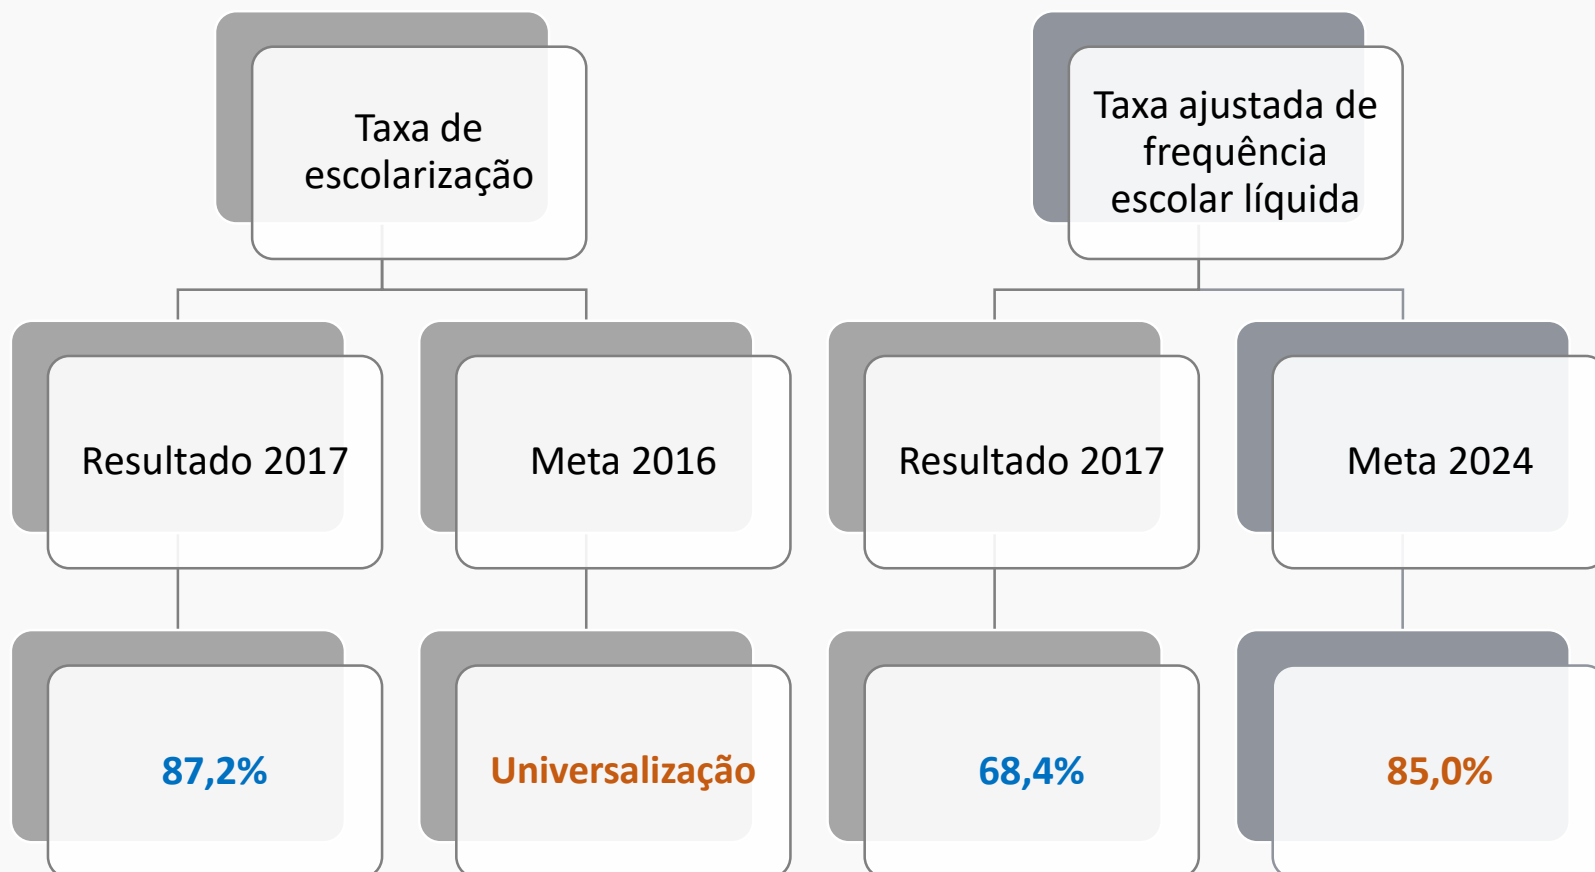 Taxa de
escolarização
Taxa ajustada de
frequência
escolar líquida
Resultado 2017
Meta 2016
Resultado 2017
Meta 2024
87,2%
Universalização
68,4%
85,0%